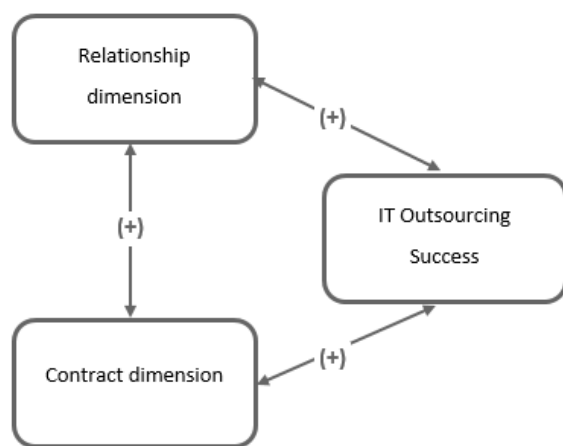 Relationship
dimension
(+)
(+)
IT Outsourcing
Success
Contract dimension
(+)